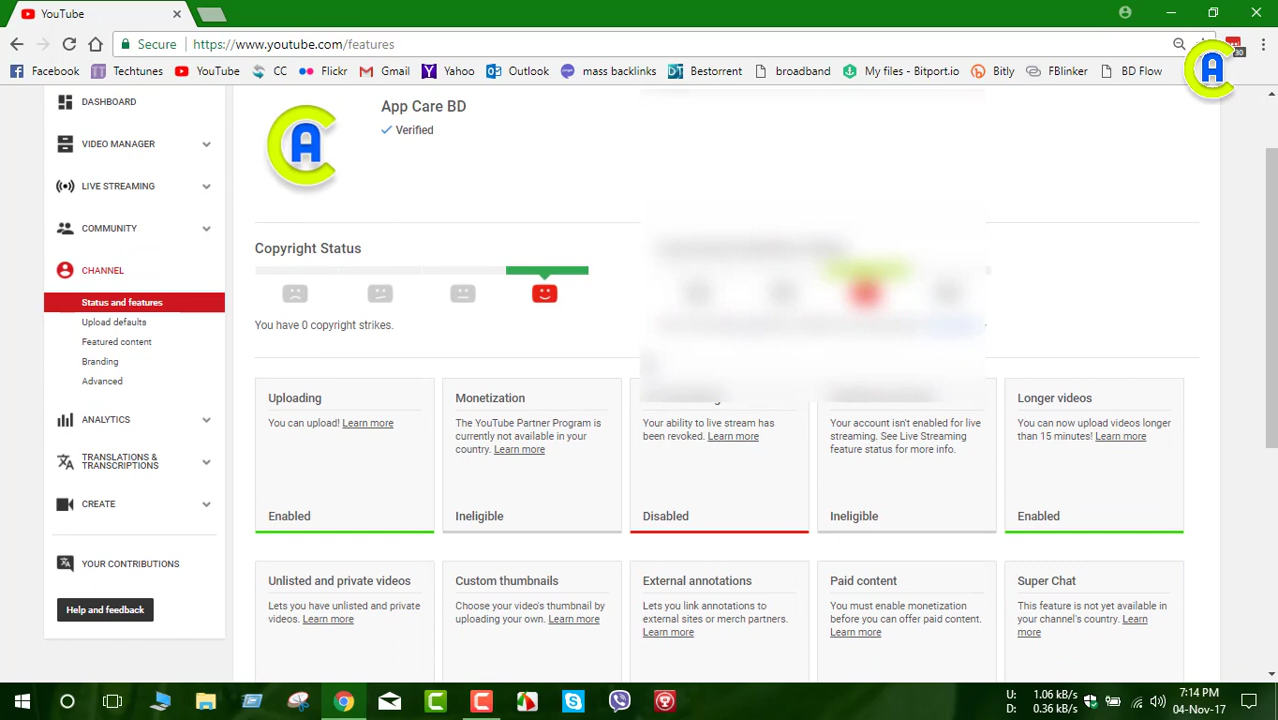 YouTube
Secure
https://www.youtube.com/features
30
Facebook
Techtunes
YouTube
CC
Flickr
Gmail
Yahoo
Outlook
mass backlinks
Bestorrent
broadband
My files - Bitport.io
Bitly
FBlinker
BD Flow
A
DASHBOARD
VIDEO MANAGER
LIVE STREAMING
COMMUNITY
CHANNEL
Status and features
Upload defaults
Featured content
Branding
Advanced
ANALYTICS
TRANSLATIONS &
TRANSCRIPTIONS
CREATE
YOUR CONTRIBUTIONS
Help and feedback
A
App Care BD
Verified
Copyright Status
You have 0 copyright strikes.
Uploading
You can upload! Learn more
Enabled
Monetization
The YouTube Partner Program is
currently not available in your
country. Learn more
Ineligible
Your ability to live stream has
been revoked. Learn more
Disabled
Your account isn't enabled for live
streaming. See Live Streaming
feature status for more info.
Ineligible
Longer videos
You can now upload videos longer
than 15 minutes! Learn more
Enabled
Unlisted and private videos
Lets you have unlisted and private
videos. Learn more
Custom thumbnails
Choose your video's thumbnail by
uploading your own. Learn more
External annotations
Lets you link annotations to
external sites or merch partners.
Learn more
Paid content
You must enable monetization
before you can offer paid content.
Learn more
Super Chat
This feature is not yet available in
your channel's country. Learn
more
U: 1.06 kB/s
D: 0.36 kB/s
7:14 PM
04-Nov-17